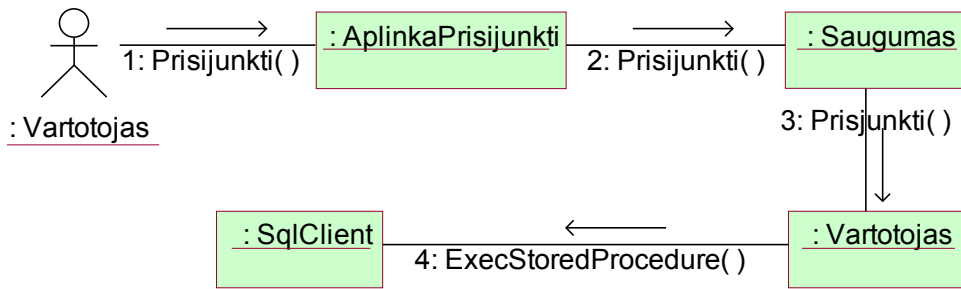 : AplinkaPrisijunkti
: Saugumas
1: Prisijunkti( )
2: Prisijunkti( )
: Vartotojas
3: Prisjunkti( )
: SqlClient
: Vartotojas
4: ExecStoredProcedure( )